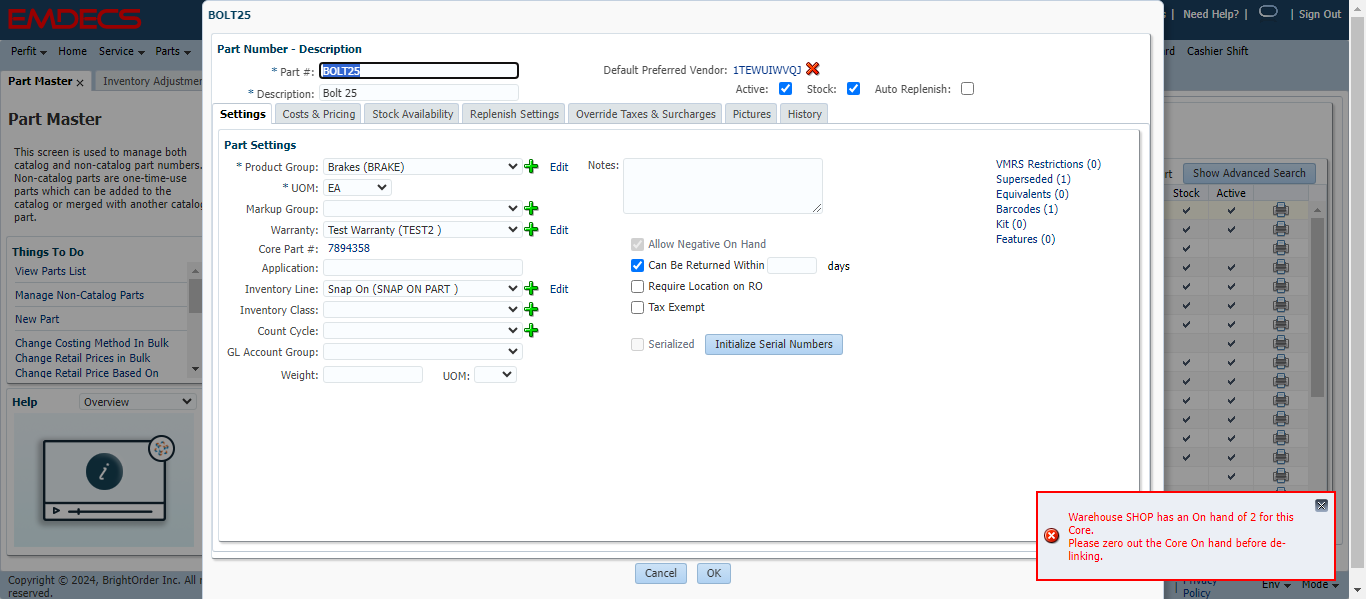 EMDECS
Need Help? | | Sign Out
Perfit Home Service Parts
rd Cashier Shift
Part Master × Inventory Adjustmen
Part Master
This screen is used to manage both
catalog and non-catalog part numbers.
Non-catalog parts are one-time-use
parts which can be added to the
catalog or merged with another catalog
part.
Things To Do
View Parts List
Manage Non-Catalog Parts
New Part
Change Costing Method In Bulk
Change Retail Prices in Bulk
Change Retail Price Based On
Help Overview
Copyright © 2024, BrightOrder Inc. All r
reserved.
BOLT25
Part Number - Description
* Part #: BOLT25
Default Preferred Vendor: 1TEWUIWVQJ
* Description: Bolt 25
Active: Stock: Auto Replenish:
Settings Costs & Pricing Stock Availability Replenish Settings Override Taxes & Surcharges Pictures History
Part Settings
* Product Group: Brakes (BRAKE) Edit
* UOM: EA
Markup Group:
Warranty: Test Warranty (TEST2 ) Edit
Core Part #: 7894358
Application:
Inventory Line: Snap On (SNAP ON PART ) Edit
Inventory Class:
Count Cycle:
GL Account Group:
Weight: UOM:
Notes:
Allow Negative On Hand
Can Be Returned Within days
Require Location on RO
Tax Exempt
Serialized Initialize Serial Numbers
VMRS Restrictions (0)
Superseded (1)
Equivalents (0)
Barcodes (1)
Kit (0)
Features (0)
Cancel OK
rt Show Advanced Search
Stock Active
Warehouse SHOP has an On hand of 2 for this
Core.
Please zero out the Core On hand before de-
linking.
Privacy
Policy
Env Mode